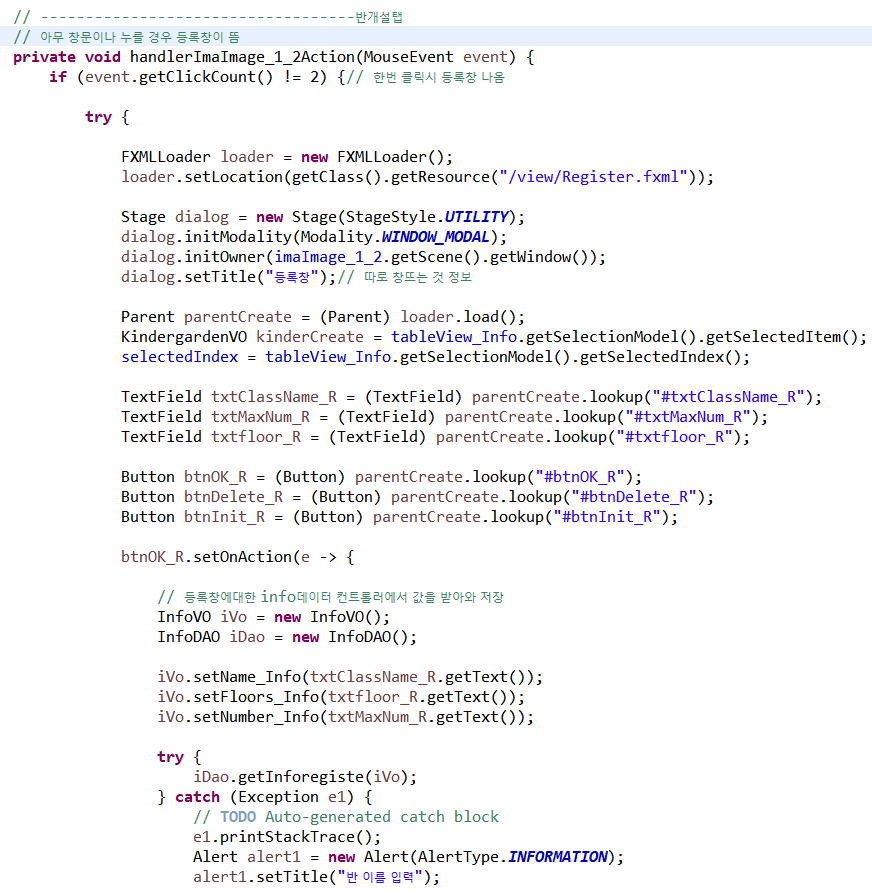 // -----------------------------------반개설탭
// 아무 창문이나 누를 경우 등록창이 뜸
private void handlerImaImage_1_2Action(MouseEvent event) {
if (event.getClickCount() != 2) {// 한번 클릭시 등록창 나옴
try {
FXMLLoader loader = new FXMLLoader();
loader.setLocation(getClass().getResource("/view/Register.fxml"));
Stage dialog = new Stage(StageStyle.UTILITY);
dialog.initModality(Modality.WINDOW_MODAL);
dialog.initOwner(imaImage_1_2.getScene().getWindow());
dialog.setTitle("등록창");// 따로 창뜨는 것 정보
Parent parentCreate = (Parent) loader.load();
KindergardenVO kinderCreate = tableView_Info.getSelectionModel().getSelectedItem();
selectedIndex = tableView_Info.getSelectionModel().getSelectedIndex();
TextField txtClassName_R = (TextField) parentCreate.lookup("#txtClassName_R");
TextField txtMaxNum_R = (TextField) parentCreate.lookup("#txtMaxNum_R");
TextField txtfloor_R = (TextField) parentCreate.lookup("#txtfloor_R");
Button btnOK_R = (Button) parentCreate.lookup("#btnOK_R");
Button btnDelete_R = (Button) parentCreate.lookup("#btnDelete_R");
Button btnInit_R = (Button) parentCreate.lookup("#btnInit_R");
btnOK_R.setOnAction(e -> {
// 등록창에대한 info데이터 컨트롤러에서 값을 받아와 저장
InfoVO iVo = new InfoVO();
InfoDAO iDao = new InfoDAO();
iVo.setName_Info(txtClassName_R.getText());
iVo.setFloors_Info(txtfloor_R.getText());
iVo.setNumber_Info(txtMaxNum_R.getText());
try {
iDao.getInforegiste(iVo);
} catch (Exception e1) {
// TODO Auto-generated catch block
e1.printStackTrace();
Alert alert1 = new Alert(AlertType.INFORMATION);
alert1.setTitle("반 이름 입력");